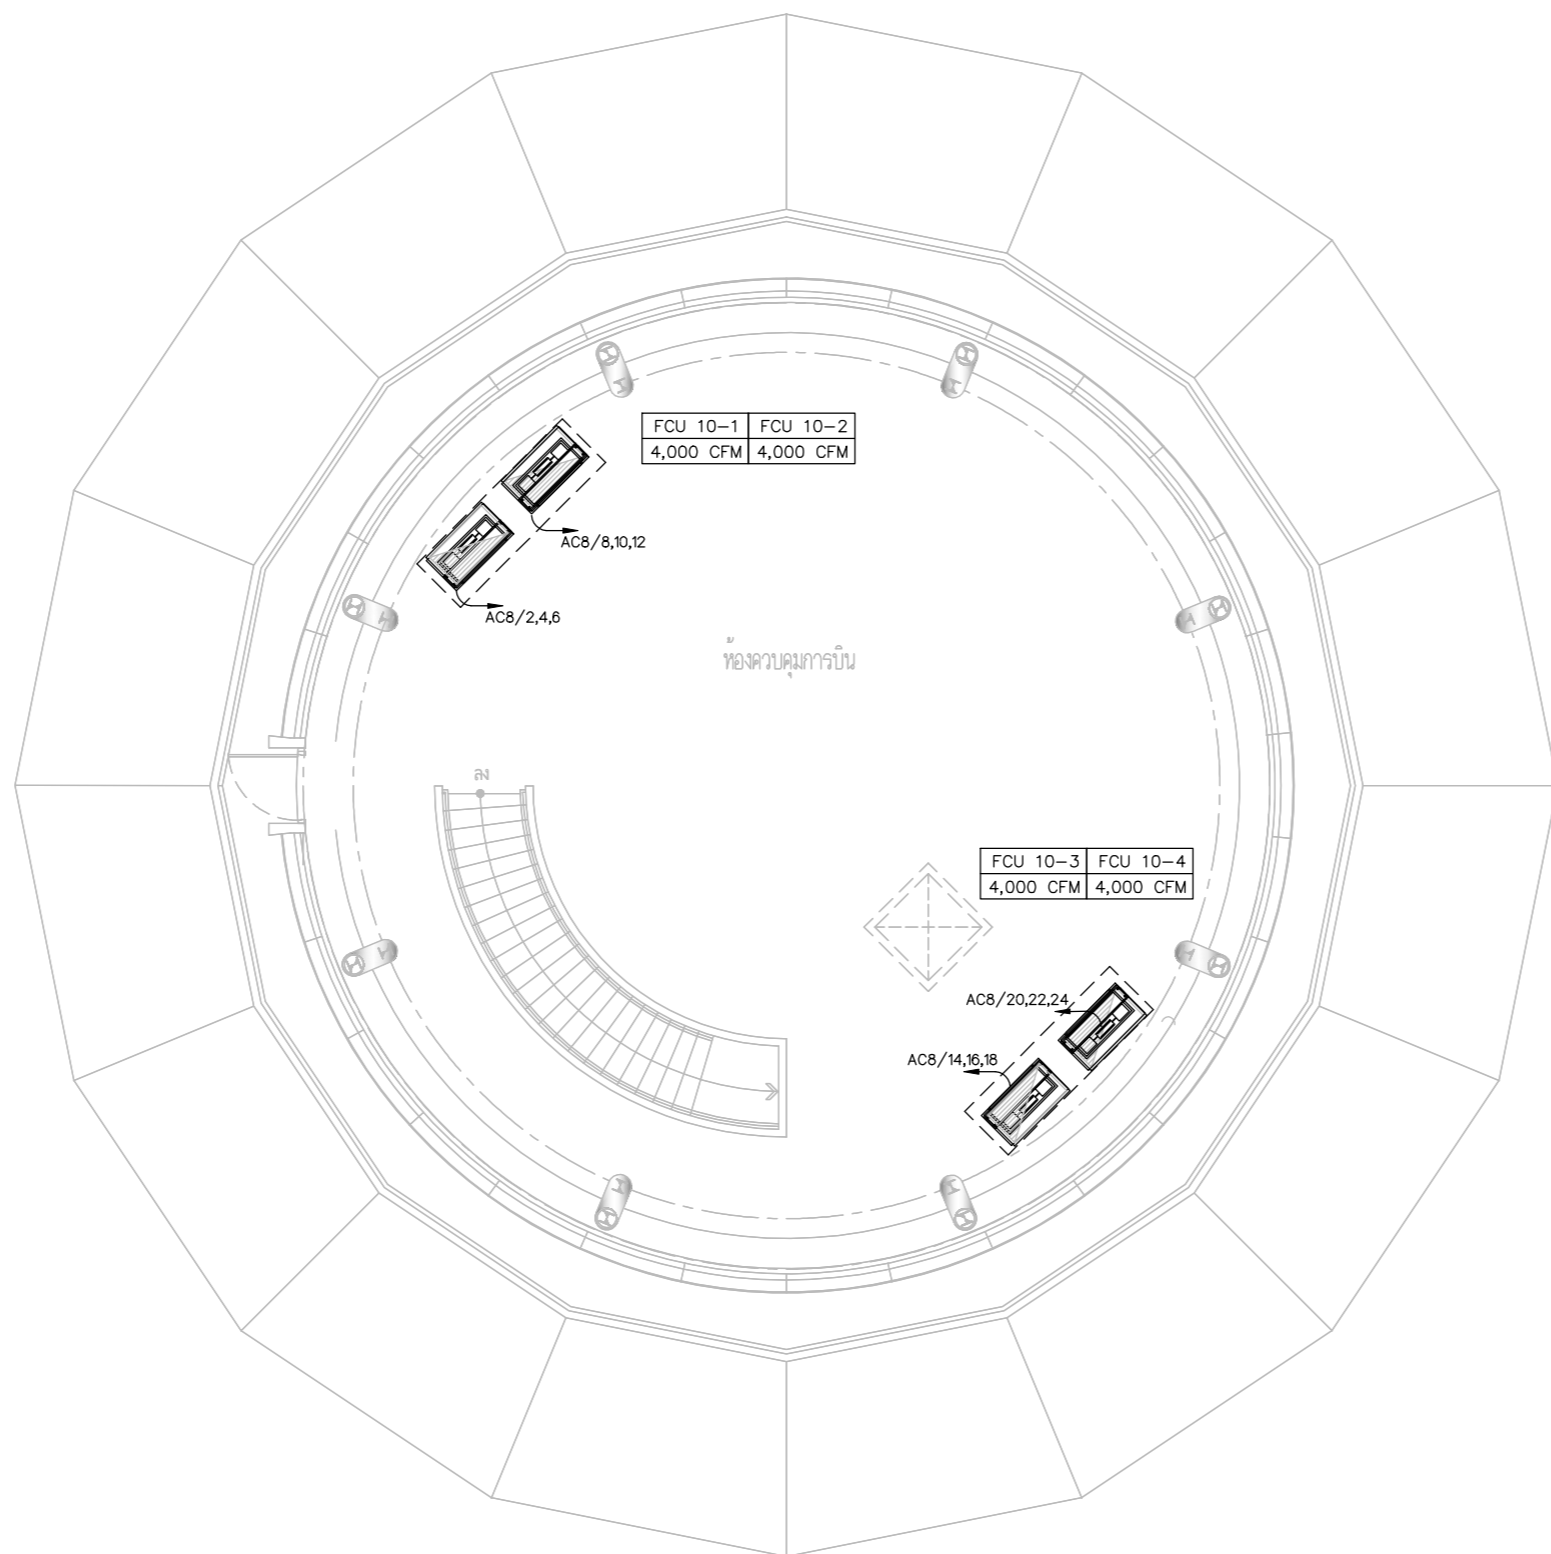 FCU 10-1 FCU 10-2
4,000 CFM 4,000 CFM
AC8/8,10,12
AC8/2,4,6
ห้องควบคุมการบิน
ลง
FCU 10-3 FCU 10-4
4,000 CFM 4,000 CFM
AC8/20,22,24
AC8/14,16,18